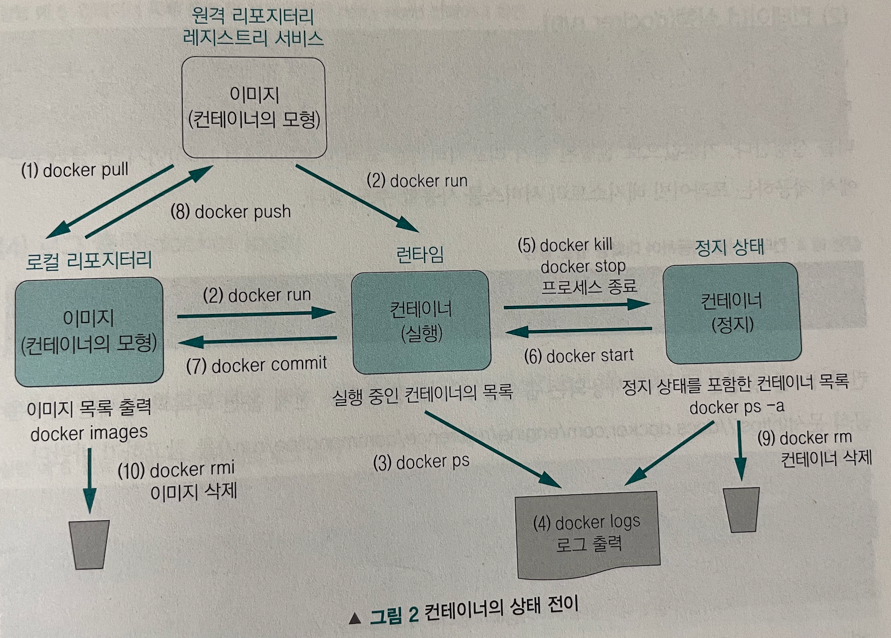 원격 리포지터리
레지스트리 서비스
이미지
(컨테이너의 모형)
(1) docker pull
(8) docker push
(2) docker run
로컬 리포지터리
이미지
(컨테이너의 모형)
(2) docker run
(7) docker commit
런타임
컨테이너
(실행)
(5) docker kill
docker stop
프로세스 종료
(6) docker start
정지 상태
컨테이너
(정지)
이미지 목록 출력
docker images
실행 중인 컨테이너의 목록
정지 상태를 포함한 컨테이너 목록
docker ps -a
(10) docker rmi
이미지 삭제
(3) docker ps
(9) docker rm
컨테이너 삭제
(4) docker logs
로그 출력
▲ 그림 2 컨테이너의 상태 전이